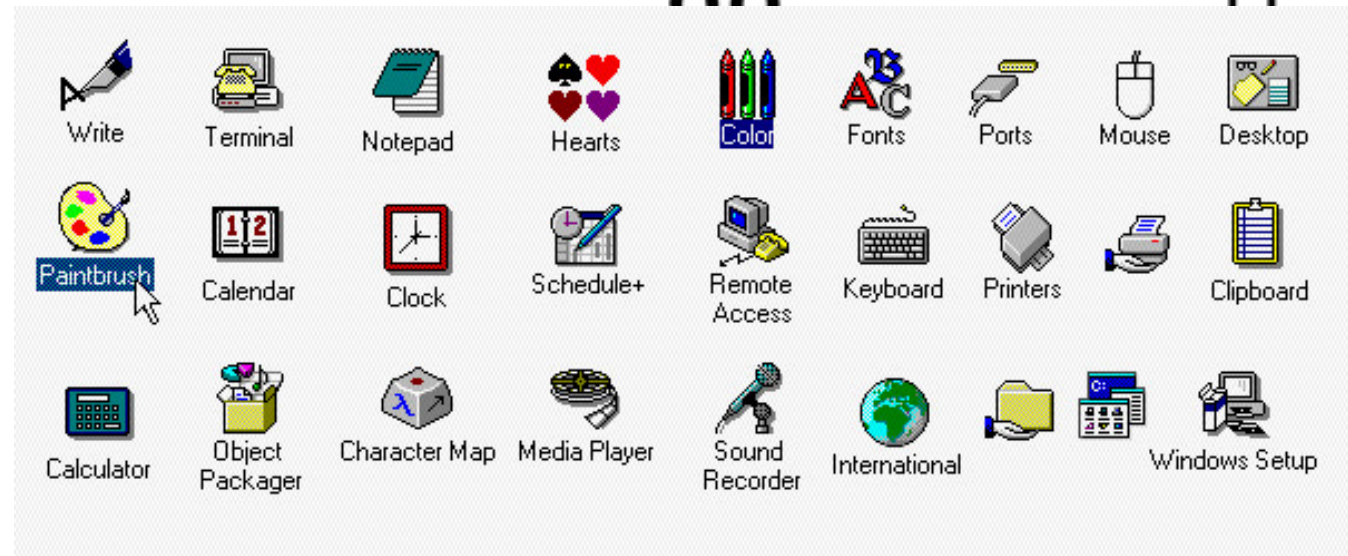 Write
Terminal
Notepad
Hearts
Color
Fonts
Ports
Mouse
Desktop
Paintbrush
Calendar
Clock
Schedule+
Remote
Access
Keyboard
Printers
Clipboard
Calculator
Object
Packager
Character Map
Media Player
Sound
Recorder
International
Windows Setup